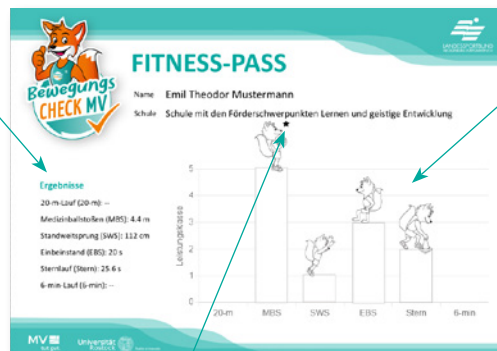 LANDESSPORTBUND
FITNESS-PASS
Bewegungs
CHECK MV
Name Emil Theodor Mustermann
Schule Schule mit den Förderschwerpunkten Lernen und geistige Entwicklung
Ergebnisse
20-m-Lauf (20-m): --
Medizinballstoßen (MBS): 4.4 m
Standweitsprung (SWS): 112 cm
Einbeinstand (EBS): 20 s
Sternlauf (Stern): 25.6 s
6-min-Lauf (6-min): --
Leistungsklasse
5
4
3
2
1
0
20-m MBS SWS EBS Stern 6-min
MV
Universität
Rostock